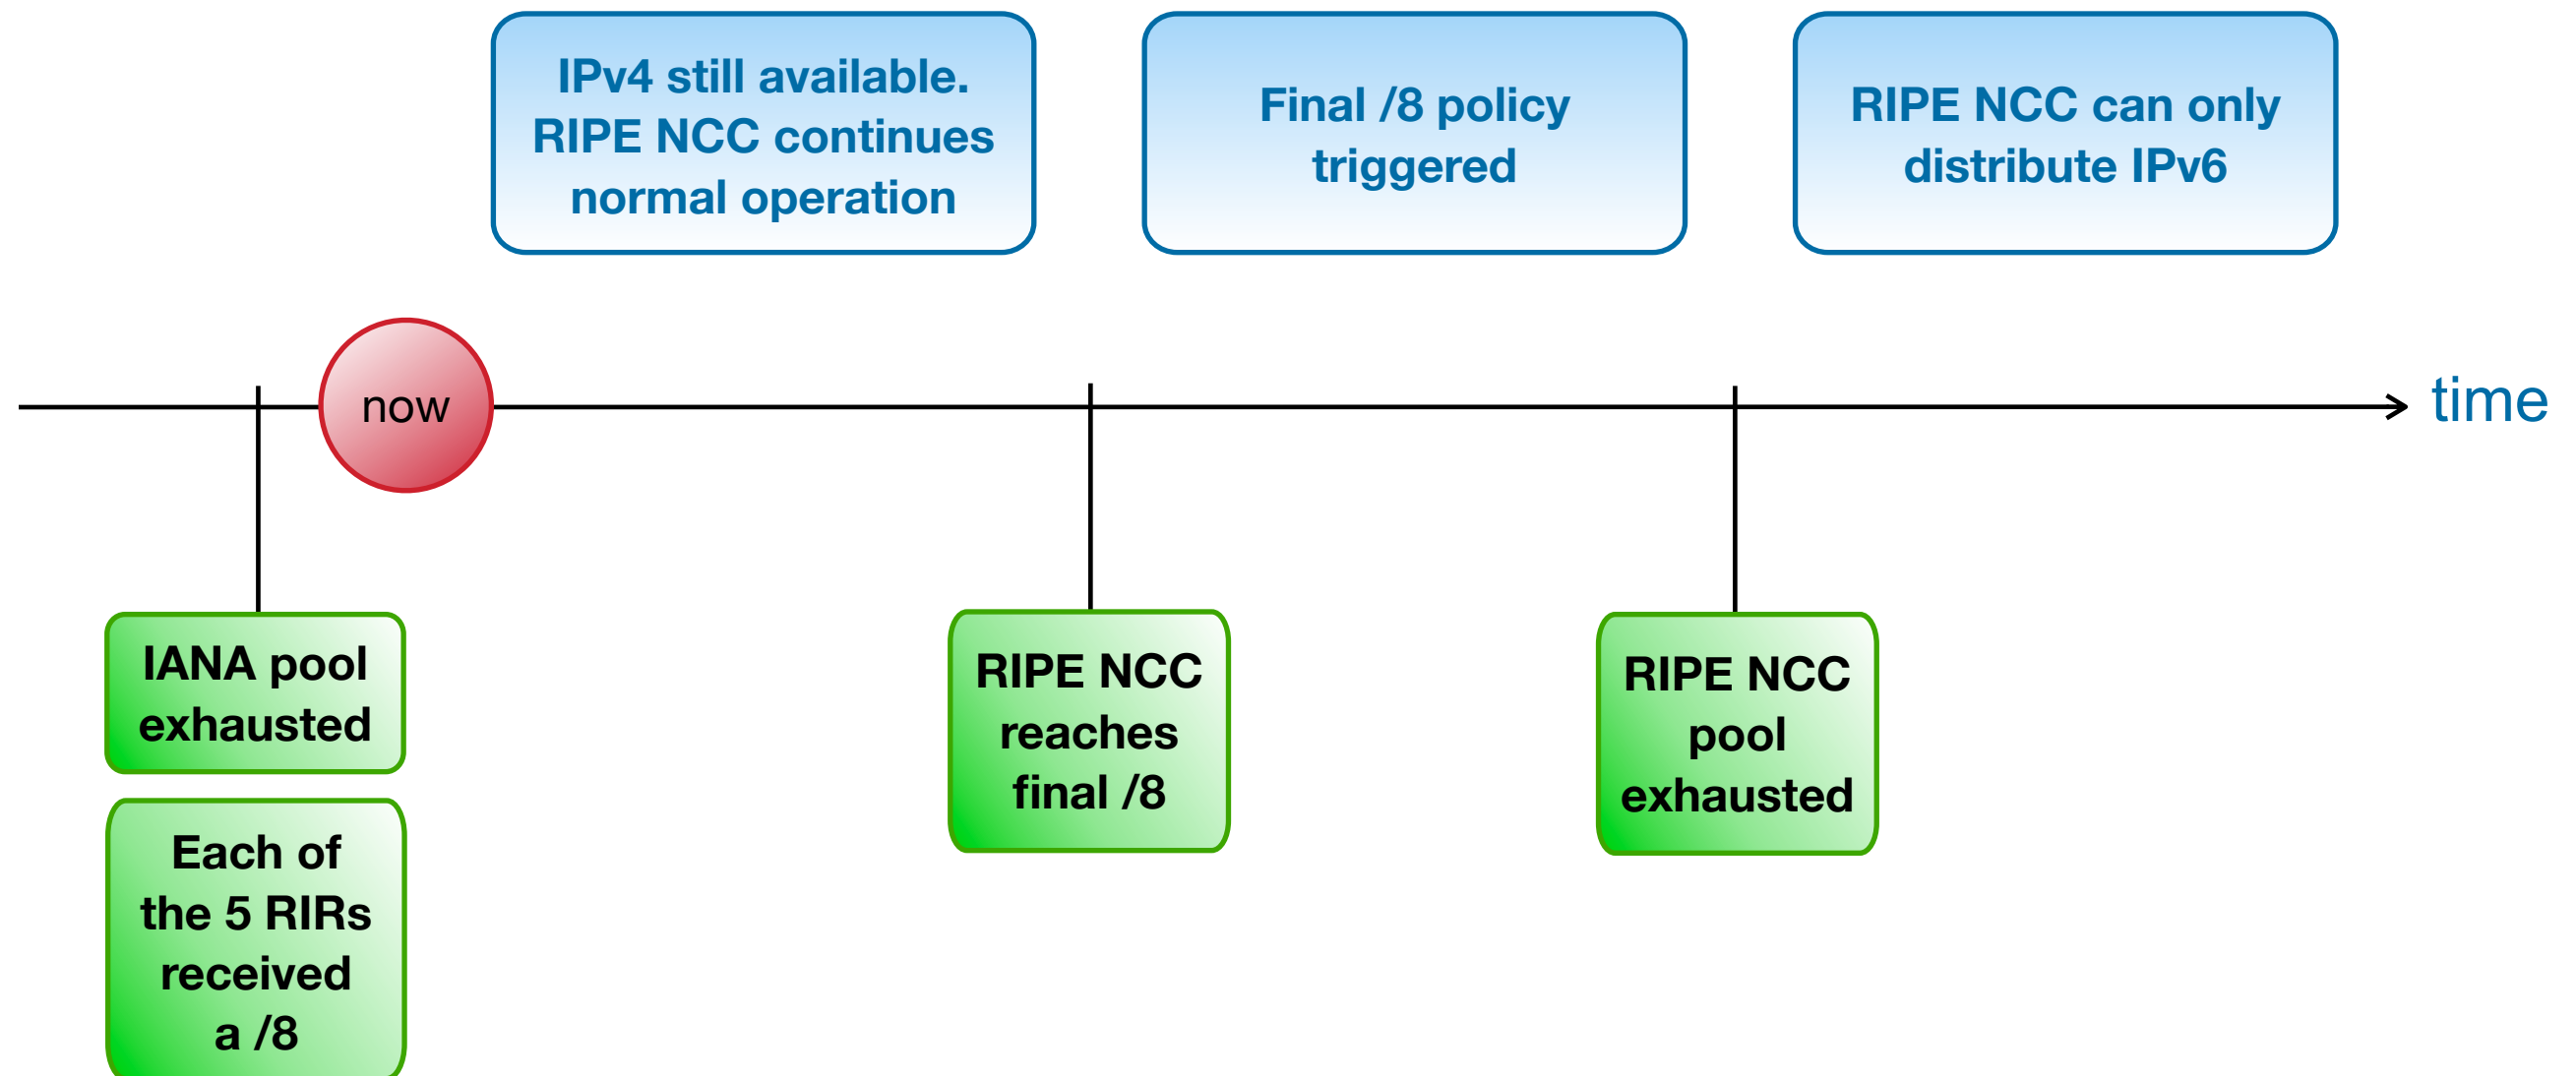 IPv4 still available.
RIPE NCC continues
normal operation
Final /8 policy
triggered
RIPE NCC can only
distribute IPv6
now
time
IANA pool
exhausted
Each of
the 5 RIRs
received
a /8
RIPE NCC
reaches
final /8
RIPE NCC
pool
exhausted